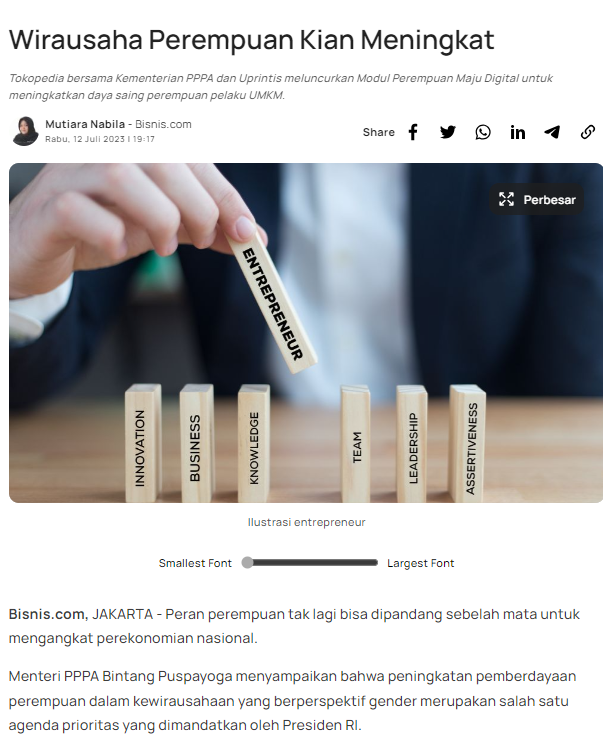 Wirausaha Perempuan Kian Meningkat
Tokopedia bersama Kementerian PPPA dan Uprintis meluncurkan Modul Perempuan Maju Digital untuk
meningkatkan daya saing perempuan pelaku UMKM.
Mutiara Nabila - Bisnis.com
Rabu, 12 Juli 2023 | 19:17
Share
Perbesar
ENTREPRENEUR
INNOVATION
BUSINESS
KNOWLEDGE
TEAM
LEADERSHIP
ASSERTIVENESS
Ilustrasi entrepreneur
Smallest Font
Largest Font
Bisnis.com, JAKARTA - Peran perempuan tak lagi bisa dipandang sebelah mata untuk
mengangkat perekonomian nasional.
Menteri PPPA Bintang Puspayoga menyampaikan bahwa peningkatan pemberdayaan
perempuan dalam kewirausahaan yang berperspektif gender merupakan salah satu
agenda prioritas yang dimandatkan oleh Presiden RI.